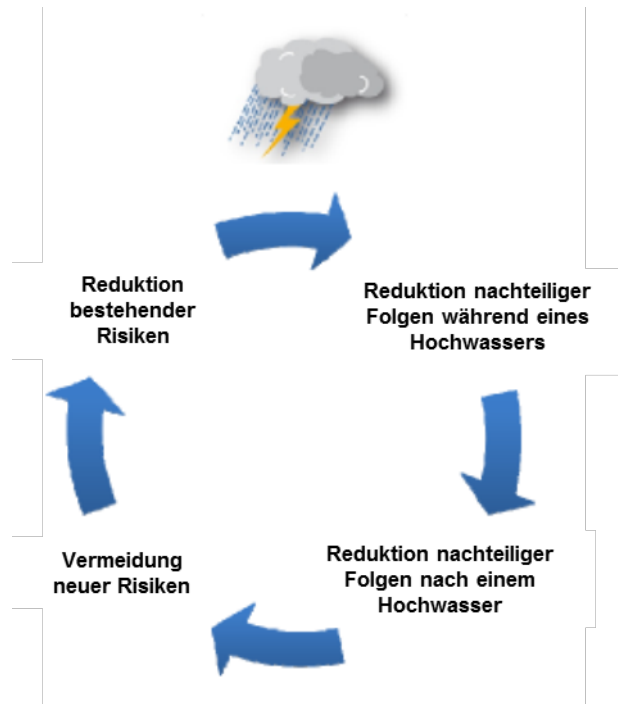 Reduktion
bestehender
Risiken
Reduktion nachteiliger
Folgen während eines
Hochwassers
Vermeidung
neuer Risiken
Reduktion nachteiliger
Folgen nach einem
Hochwasser